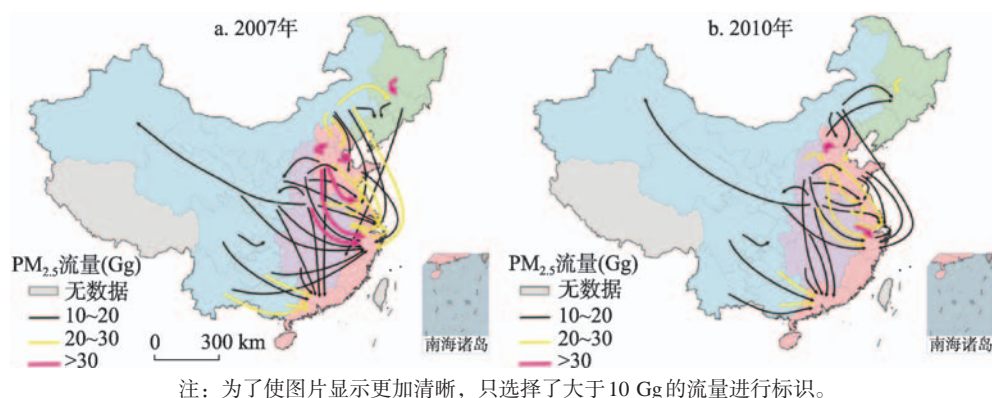 a. 2007年
b. 2010年
PM2.5流量(Gg)
无数据
10~20
20~30
>30
0 300 km
南海诸岛
PM2.5流量(Gg)
无数据
10~20
20~30
>30
南海诸岛
注：为了使图片显示更加清晰，只选择了大于10 Gg的流量进行标识。